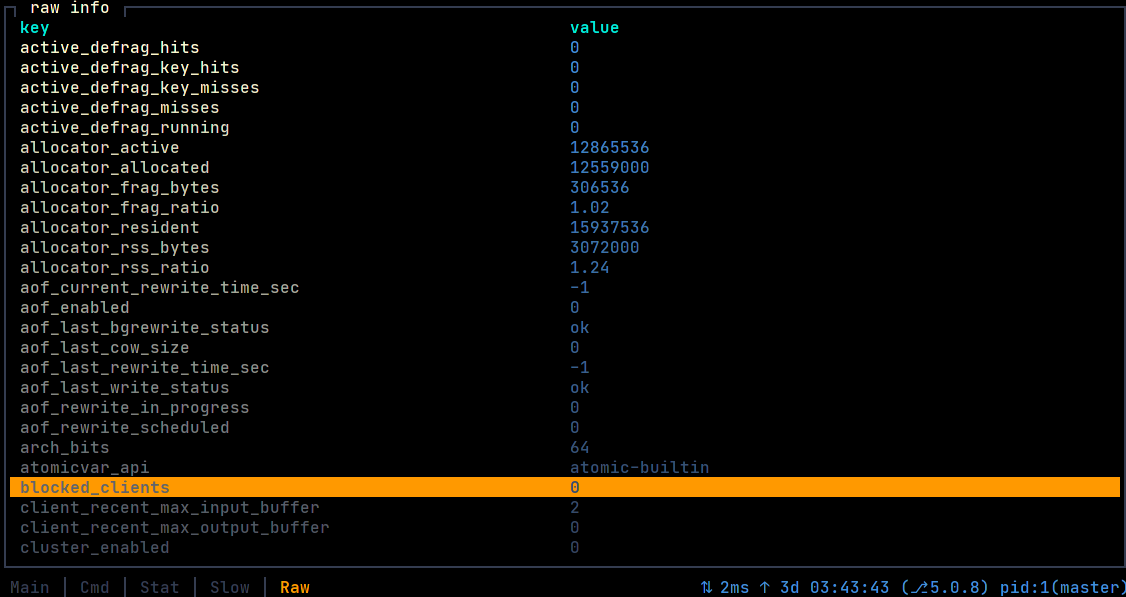 raw info
key value
active_defrag_hits 0
active_defrag_key_hits 0
active_defrag_key_misses 0
active_defrag_misses 0
active_defrag_running 0
allocator_active 12865536
allocator_allocated 12559000
allocator_frag_bytes 306536
allocator_frag_ratio 1.02
allocator_resident 15937536
allocator_rss_bytes 3072000
allocator_rss_ratio 1.24
aof_current_rewrite_time_sec -1
aof_enabled 0
aof_last_bgrewrite_status ok
aof_last_cow_size 0
aof_last_rewrite_time_sec -1
aof_last_write_status ok
aof_rewrite_in_progress 0
aof_rewrite_scheduled 0
arch_bits 64
atomicvar_api atomic-builtin
blocked_clients 0
client_recent_max_input_buffer 2
client_recent_max_output_buffer 0
cluster_enabled 0
Main │ Cmd │ Stat │ Slow │ Raw ⇅ 2ms ↑ 3d 03:43:43 (⎇5.0.8) pid:1(master)